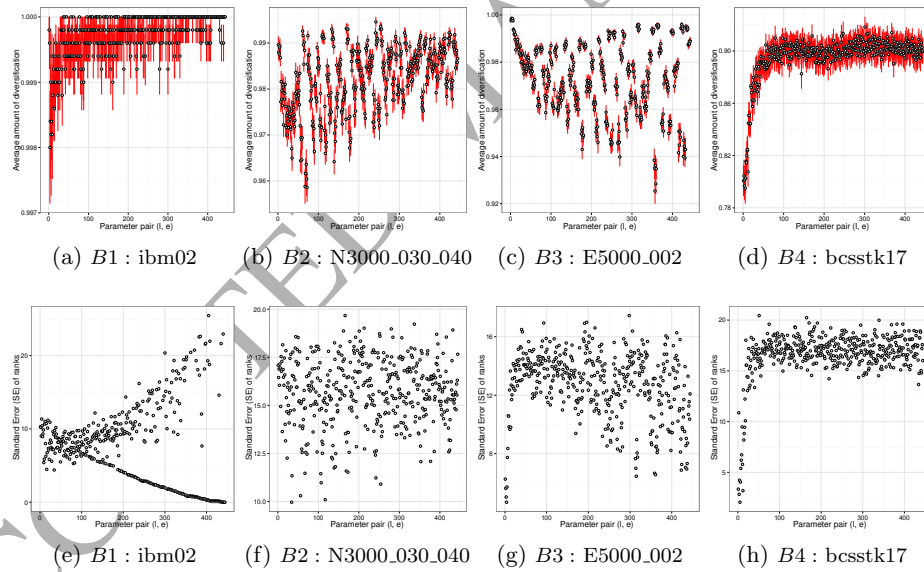 Average amount of diversification
1.000
0.999
0.998
0.997
0 100 200 300 400
Parameter pair (l, e)
(a) B1 : ibm02
Average amount of diversification
0.99
0.98
0.97
0.96
0 100 200 300 400
Parameter pair (l, e)
(b) B2 : N3000_030_040
Average amount of diversification
1.00
0.98
0.96
0.94
0.92
0 100 200 300 400
Parameter pair (l, e)
(c) B3 : E5000_002
Average amount of diversification
0.90
0.86
0.82
0.78
0 100 200 300 400
Parameter pair (l, e)
(d) B4 : bcsstk17
Standard Error (SE) of ranks
20
10
0
0 100 200 300 400
Parameter pair (l, e)
(e) B1 : ibm02
Standard Error (SE) of ranks
20.0
17.5
15.0
12.5
10.0
0 100 200 300 400
Parameter pair (l, e)
(f) B2 : N3000_030_040
Standard Error (SE) of ranks
16
12
8
0 100 200 300 400
Parameter pair (l, e)
(g) B3 : E5000_002
Standard Error (SE) of ranks
20
15
10
5
0 100 200 300 400
Parameter pair (l, e)
(h) B4 : bcsstk17